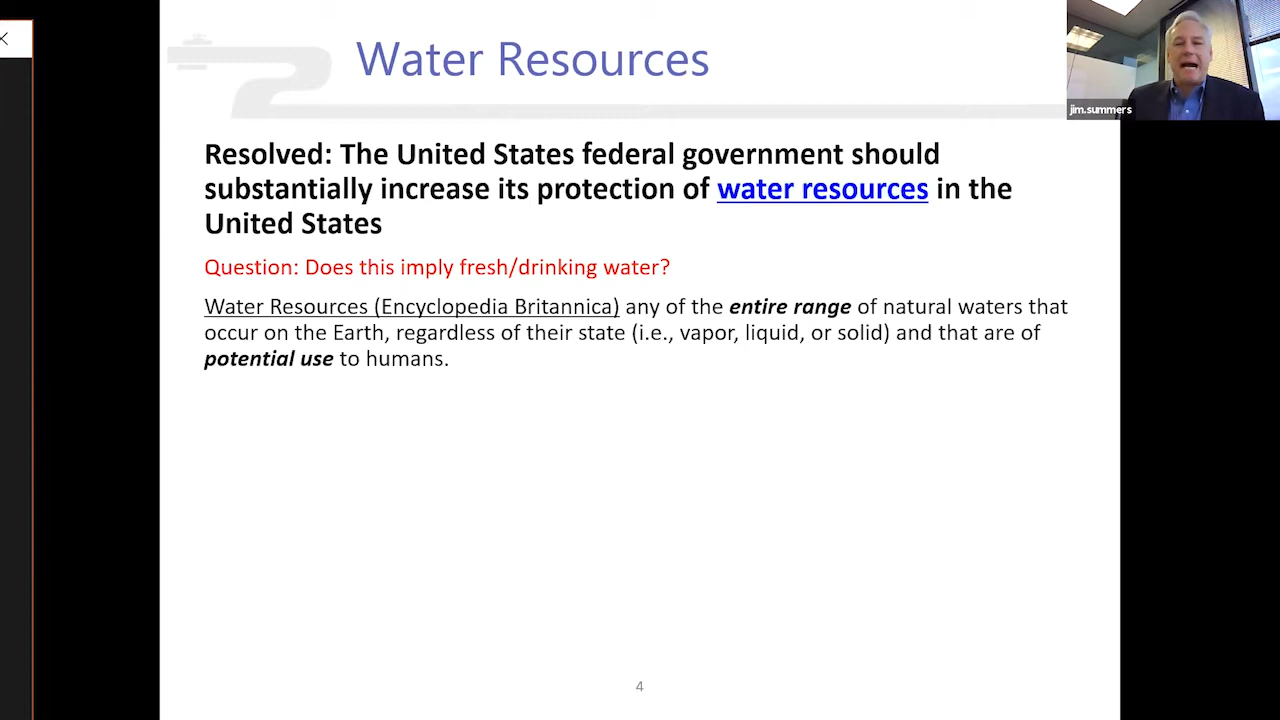 Water Resources
jim.summers
Resolved: The United States federal government should
substantially increase its protection of water resources in the
United States
Question: Does this imply fresh/drinking water?
Water Resources (Encyclopedia Britannica) any of the entire range of natural waters that
occur on the Earth, regardless of their state (i.e., vapor, liquid, or solid) and that are of
potential use to humans.
4